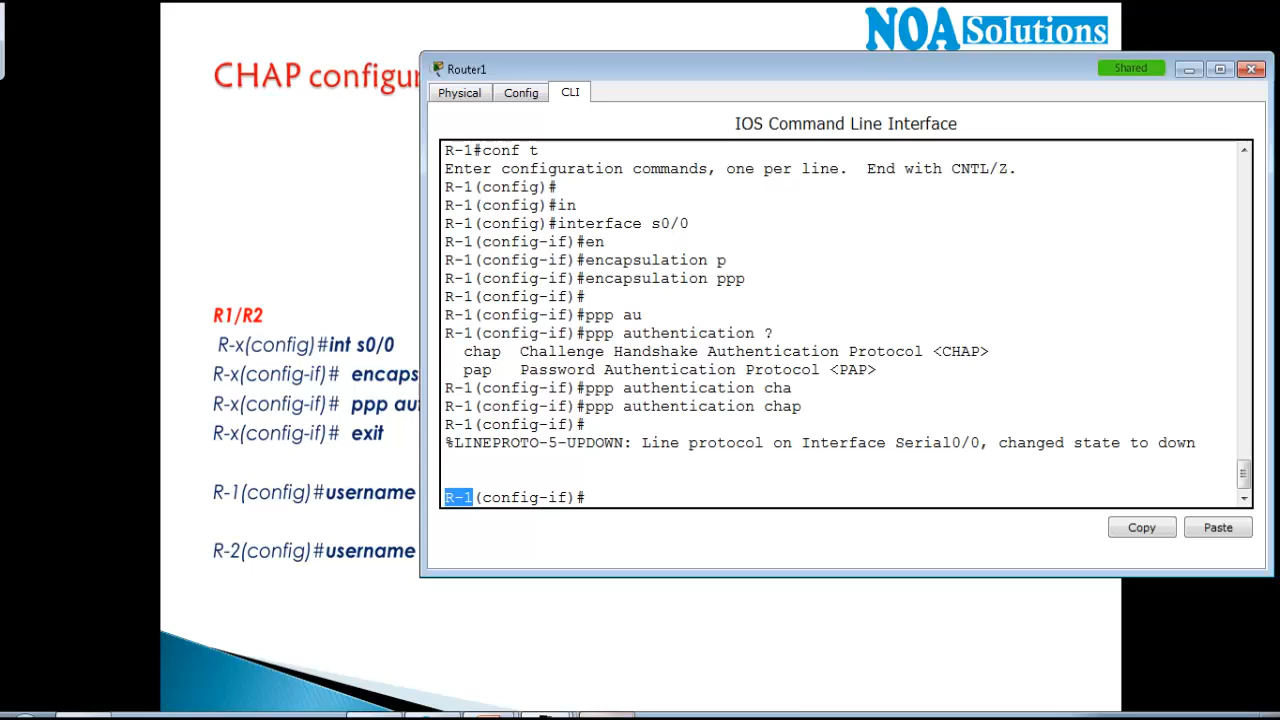 NOA Solutions
CHAP configur
Router1
Shared
Physical
Config
CLI
IOS Command Line Interface
R-1#conf t
Enter configuration commands, one per line.  End with CNTL/Z.
R-1(config)#
R-1(config)#in
R-1(config)#interface s0/0
R-1(config-if)#en
R-1(config-if)#encapsulation p
R-1(config-if)#encapsulation ppp
R-1(config-if)#
R-1(config-if)#ppp au
R-1(config-if)#ppp authentication ?
chap  Challenge Handshake Authentication Protocol <CHAP>
pap   Password Authentication Protocol <PAP>
R-1(config-if)#ppp authentication cha
R-1(config-if)#ppp authentication chap
R-1(config-if)#
%LINEPROTO-5-UPDOWN: Line protocol on Interface Serial0/0, changed state to down
R-1(config-if)#
Copy
Paste
R1/R2
R-x(config)#int s0/0
R-x(config-if)# encaps
R-x(config-if)# ppp aut
R-x(config-if)# exit
R-1(config)#username
R-2(config)#username